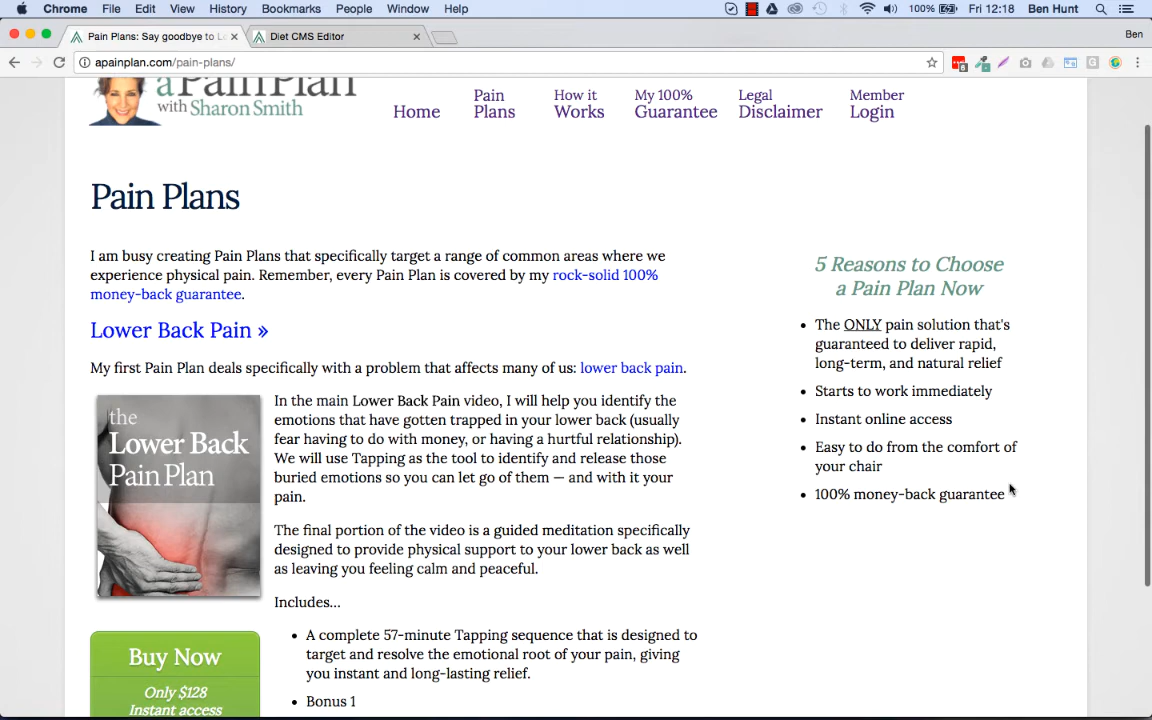 Chrome File Edit View History Bookmarks People Window Help 100% Fri 12:18 Ben Hunt
Pain Plans: Say goodbye to Lo Diet CMS Editor Ben
apainplan.com/pain-plans/
aPainPlan
with Sharon Smith
Home
Pain Plans
How it Works
My 100% Guarantee
Legal Disclaimer
Member Login
Pain Plans
I am busy creating Pain Plans that specifically target a range of common areas where we
experience physical pain. Remember, every Pain Plan is covered by my rock-solid 100%
money-back guarantee.
Lower Back Pain »
My first Pain Plan deals specifically with a problem that affects many of us: lower back pain.
the
Lower Back
Pain Plan
In the main Lower Back Pain video, I will help you identify the
emotions that have gotten trapped in your lower back (usually
fear having to do with money, or having a hurtful relationship).
We will use Tapping as the tool to identify and release those
buried emotions so you can let go of them — and with it your
pain.
The final portion of the video is a guided meditation specifically
designed to provide physical support to your lower back as well
as leaving you feeling calm and peaceful.
Includes...
• A complete 57-minute Tapping sequence that is designed to
target and resolve the emotional root of your pain, giving
you instant and long-lasting relief.
• Bonus 1
Buy Now
Only $128
Instant access
5 Reasons to Choose
a Pain Plan Now
• The ONLY pain solution that's
guaranteed to deliver rapid,
long-term, and natural relief
• Starts to work immediately
• Instant online access
• Easy to do from the comfort of
your chair
• 100% money-back guarantee